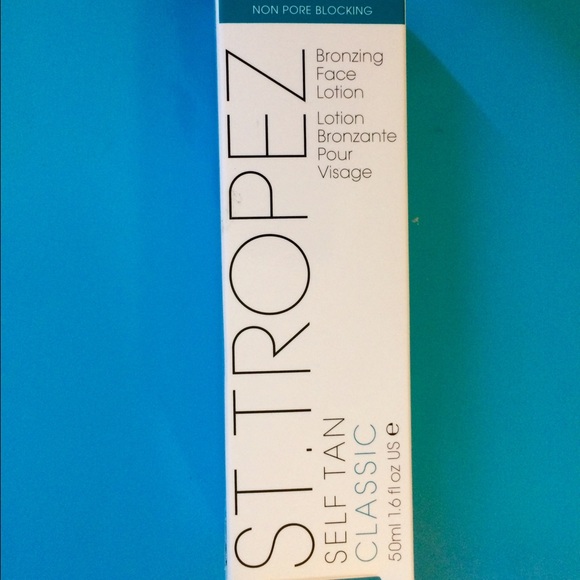 NON PORE BLOCKING
Bronzing
Face
Lotion
Lotion
Bronzante
Pour
Visage
ST.TROPEZ
SELF TAN
CLASSIC
50ml 1.6 fl oz US ℮